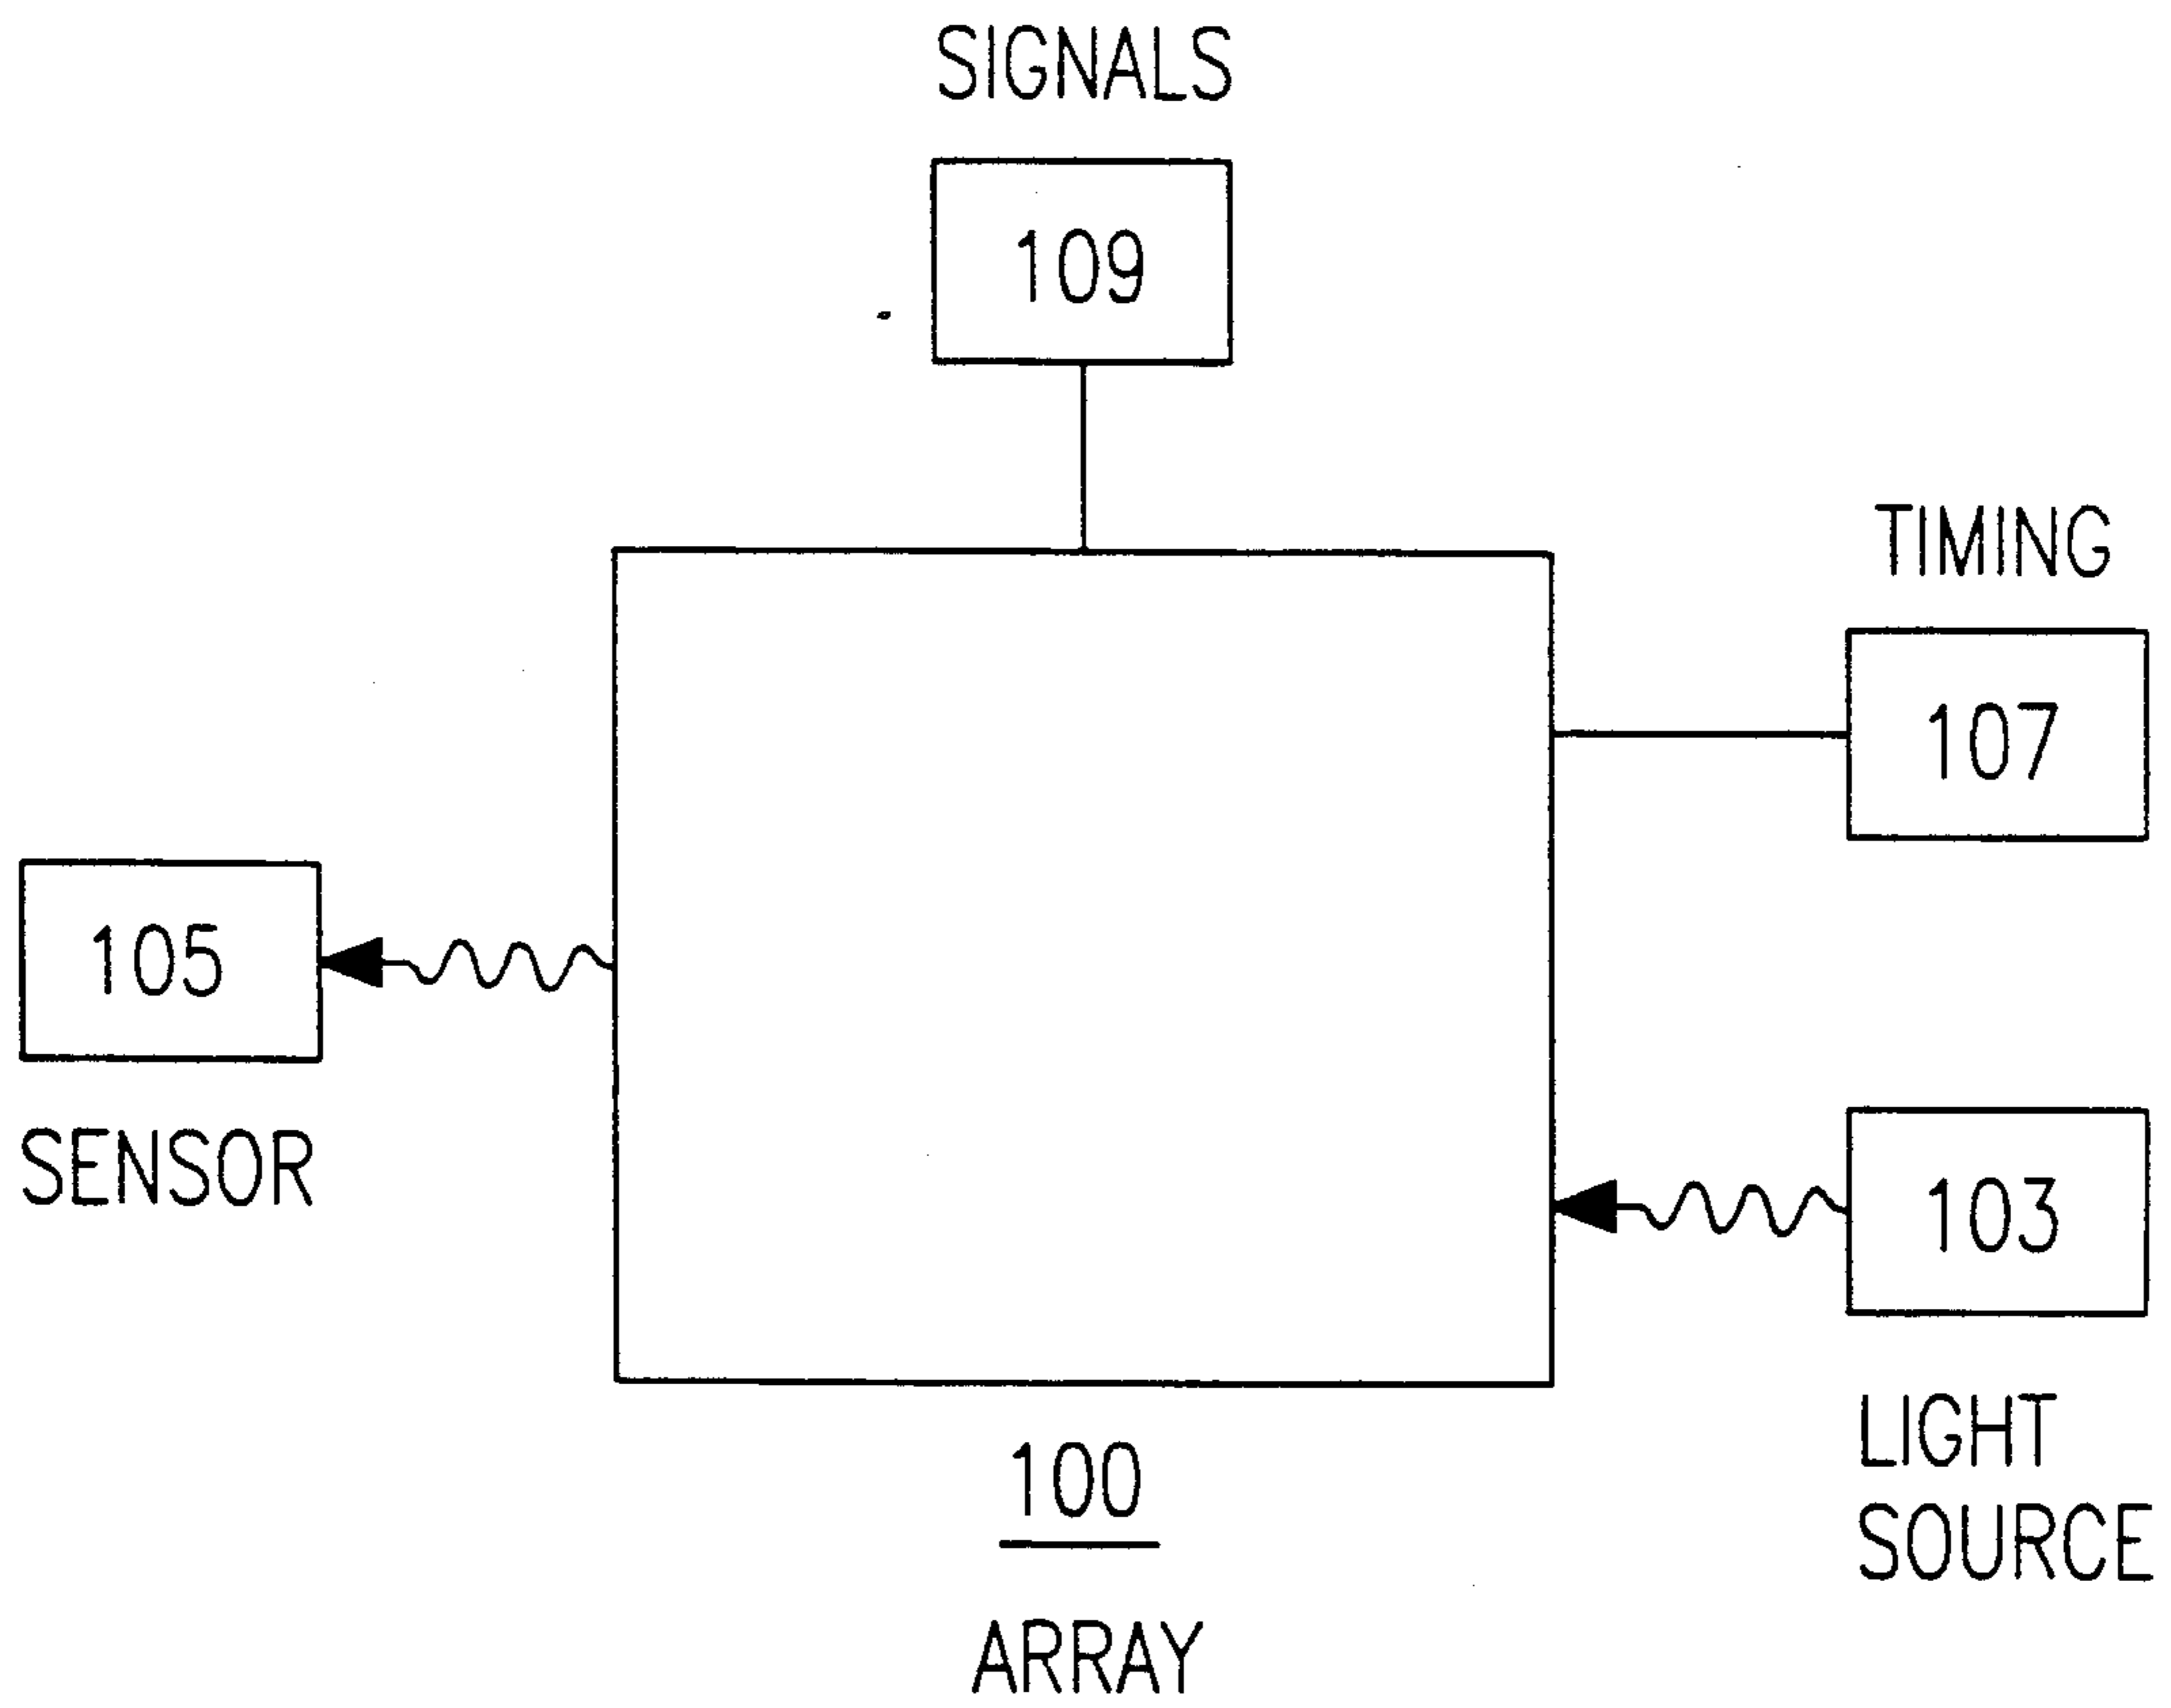 SIGNALS
109
TIMING
107
105
SENSOR
103
LIGHT
SOURCE
100
ARRAY